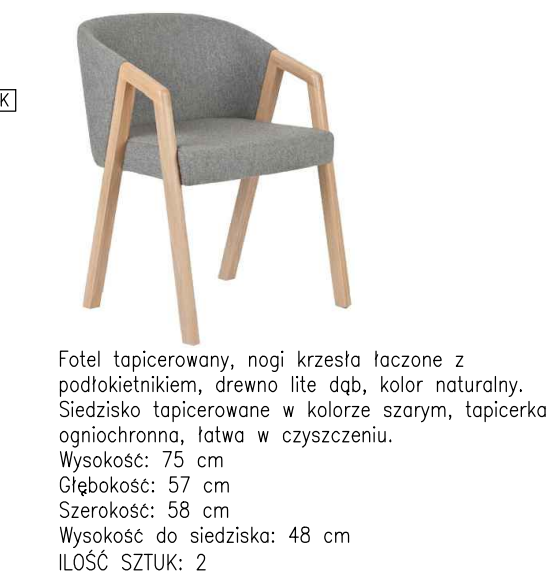 K
Fotel tapicerowany, nogi krzesła łaczone z
podłokietnikiem, drewno lite dąb, kolor naturalny.
Siedzisko tapicerowane w kolorze szarym, tapicerka
ogniochronna, łatwa w czyszczeniu.
Wysokość: 75 cm
Głębokość: 57 cm
Szerokość: 58 cm
Wysokość do siedziska: 48 cm
ILOŚĆ SZTUK: 2